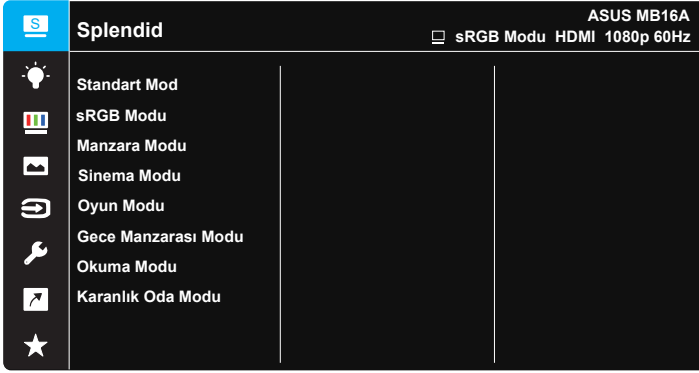 S
Splendid
ASUS MB16A
sRGB Modu HDMI 1080p 60Hz
Standart Mod
sRGB Modu
Manzara Modu
Sinema Modu
Oyun Modu
Gece Manzarası Modu
Okuma Modu
Karanlık Oda Modu